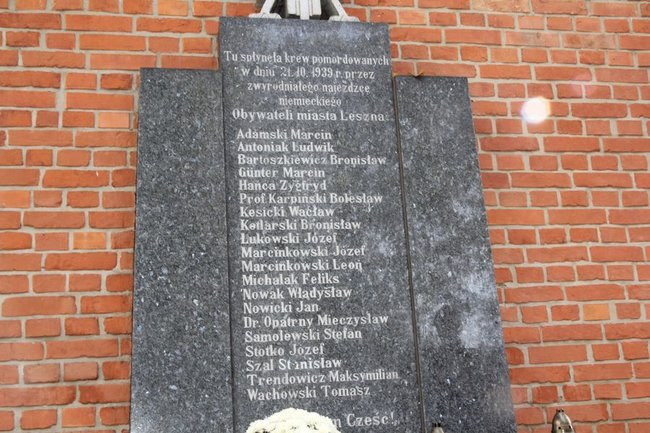 Tu spłynęła krew pomordowanych
w dniu 21.10.1939 r. przez
zwyrodniałego najeźdźcę
niemieckiego
Obywateli miasta Leszna:
Adamski Marcin
Antoniak Ludwik
Bartoszkiewicz Bronisław
Günter Marcin
Hanca Zygfryd
Prof Karpiński Bolesław
Kęsicki Wacław
Kotlarski Bronisław
Łukowski Józef
Marcinkowski Józef
Marcinkowski Leon
Michalak Feliks
Nowak Władysław
Nowicki Jan
Dr. Opatrny Mieczysław
Samolewski Stefan
Stotko Józef
Szał Stanisław
Trendowicz Maksymilian
Wachowski Tomasz
Cześć!